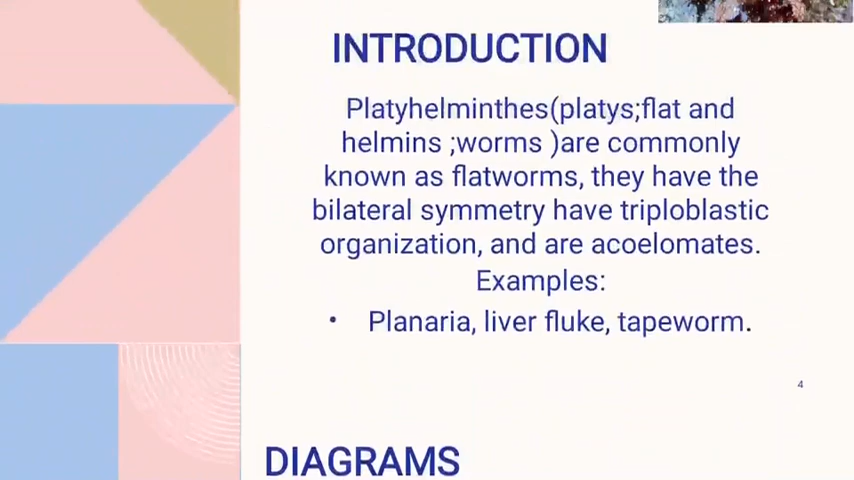 INTRODUCTION
Platyhelminthes(platys;flat and
helmins ;worms )are commonly
known as flatworms, they have the
bilateral symmetry have triploblastic
organization, and are acoelomates.
Examples:
• Planaria, liver fluke, tapeworm.
4
DIAGRAMS